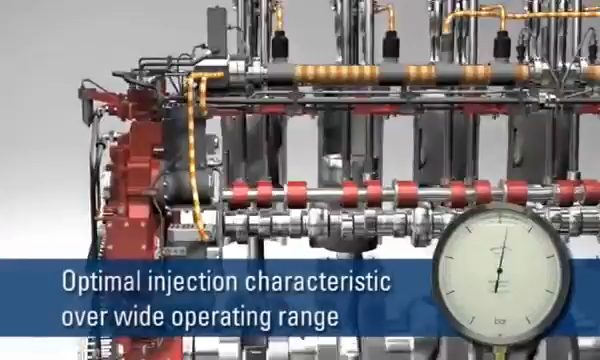 Optimal injection characteristic
over wide operating range
bar